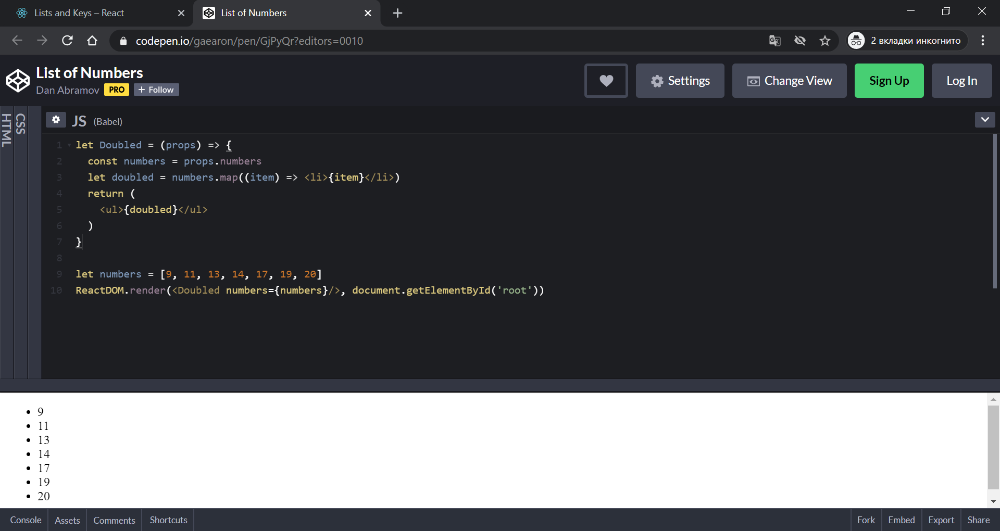 Lists and Keys – React
List of Numbers
codepen.io/gaearon/pen/GjPyQr?editors=0010
2 вкладки инкогнито
List of Numbers
Dan Abramov PRO + Follow
Settings
Change View
Sign Up
Log In
HTML
CSS
JS (Babel)
1 let Doubled = (props) => {
2 const numbers = props.numbers
3 let doubled = numbers.map((item) => <li>{item}</li>)
4 return (
5 <ul>{doubled}</ul>
6 )
7 }
8
9 let numbers = [9, 11, 13, 14, 17, 19, 20]
10 ReactDOM.render(<Doubled numbers={numbers}/>, document.getElementById('root'))
• 9
• 11
• 13
• 14
• 17
• 19
• 20
Console Assets Comments Shortcuts Fork Embed Export Share